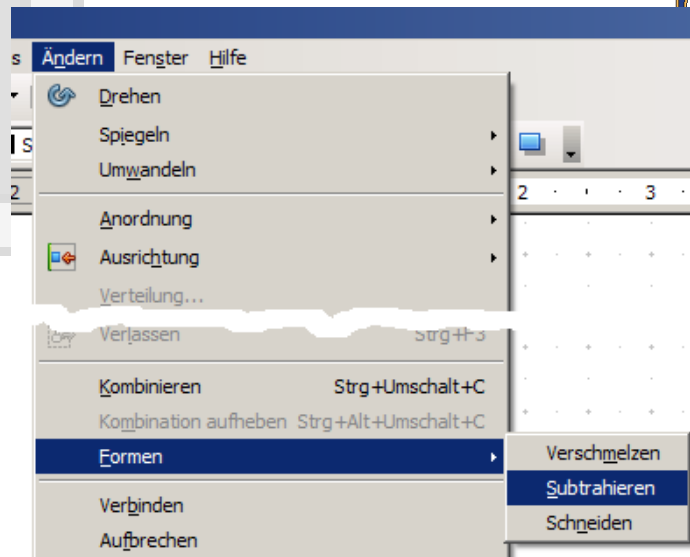 s Ändern Fenster Hilfe
Drehen
S
Spiegeln
Umwandeln
2 2 3
Anordnung
Ausrichtung
Verteilung...
Verlassen Strg+F3
Kombinieren Strg+Umschalt+C
Kombination aufheben Strg+Alt+Umschalt+C
Formen
Verschmelzen
Subtrahieren
Schneiden
Verbinden
Aufbrechen